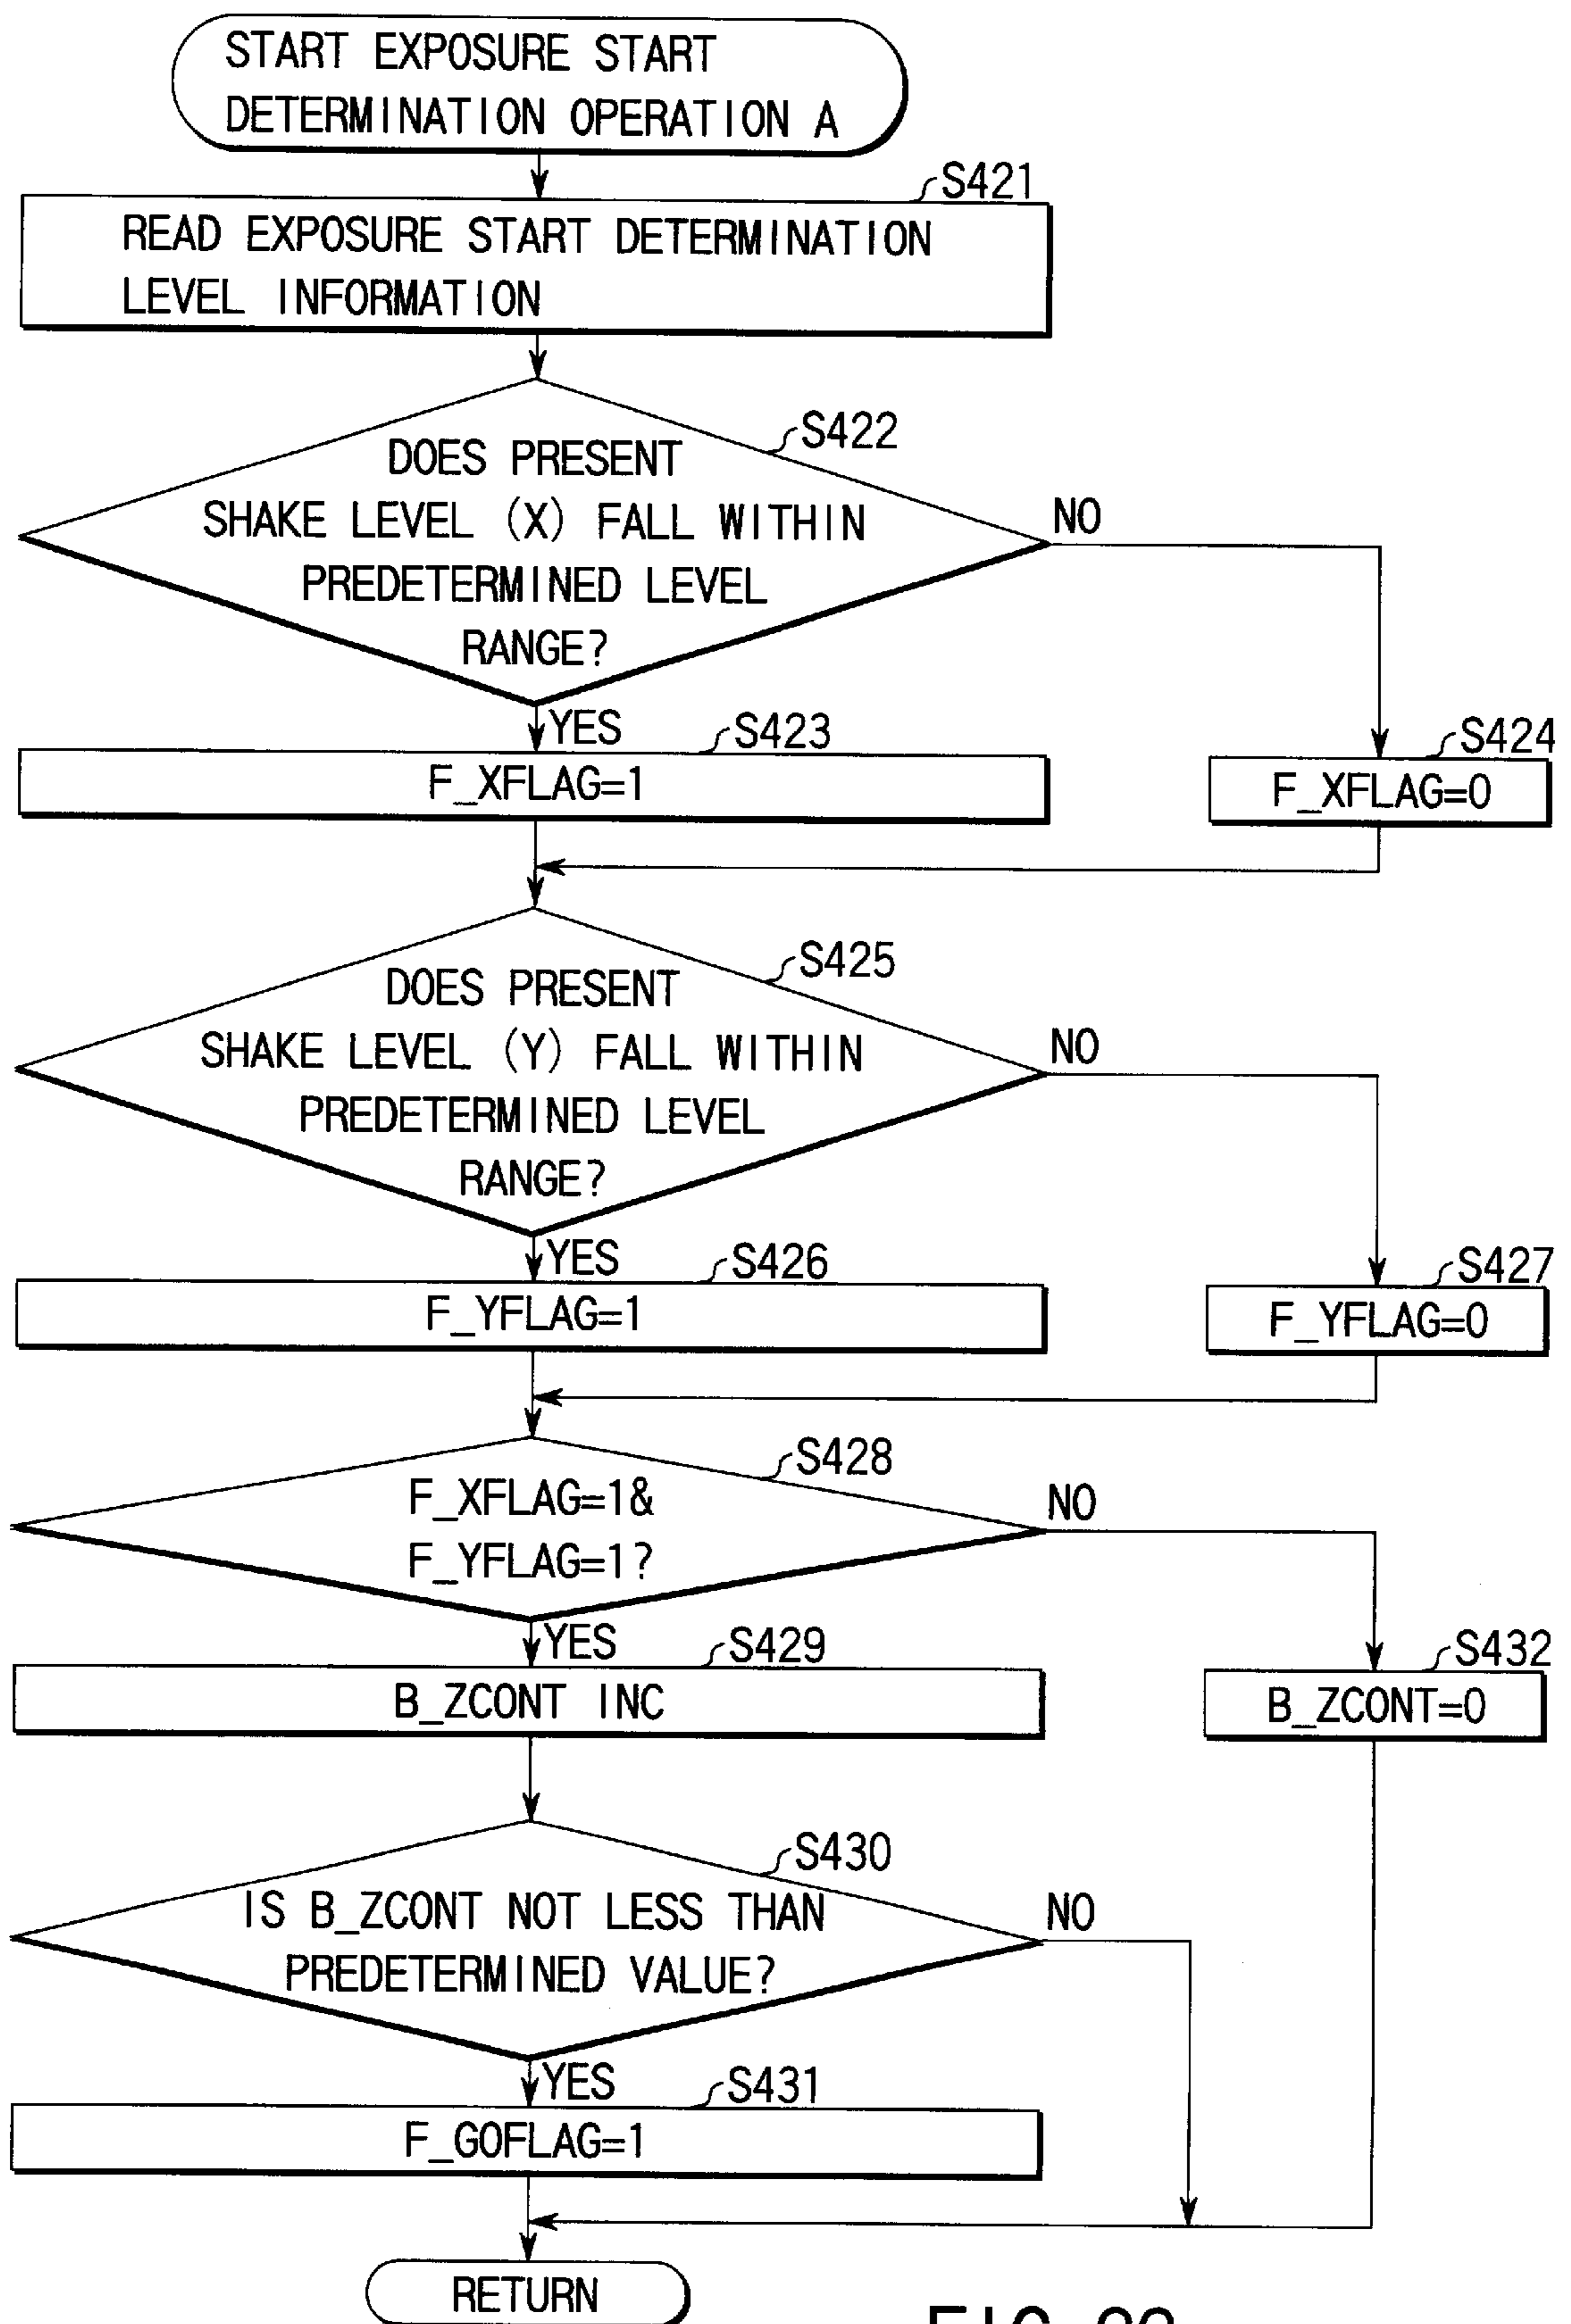 START EXPOSURE START
DETERMINATION OPERATION A
S421
READ EXPOSURE START DETERMINATION
LEVEL INFORMATION
S422
DOES PRESENT
SHAKE LEVEL (X) FALL WITHIN
PREDETERMINED LEVEL
RANGE?
NO
YES
S423
F_XFLAG=1
S424
F_XFLAG=0
S425
DOES PRESENT
SHAKE LEVEL (Y) FALL WITHIN
PREDETERMINED LEVEL
RANGE?
NO
YES
S426
F_YFLAG=1
S427
F_YFLAG=0
S428
F_XFLAG=1&
F_YFLAG=1?
NO
YES
S429
B_ZCONT INC
S432
B_ZCONT=0
S430
IS B_ZCONT NOT LESS THAN
PREDETERMINED VALUE?
NO
YES
S431
F_GOFLAG=1
RETURN